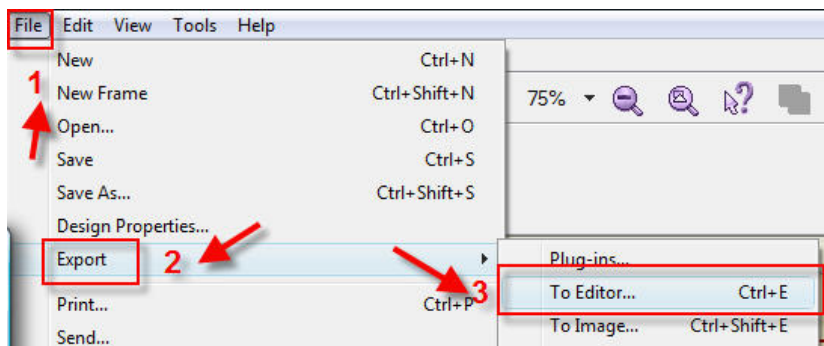 File Edit View Tools Help
New Ctrl+N
1
New Frame Ctrl+Shift+N
75%
Open... Ctrl+O
Save Ctrl+S
Save As... Ctrl+Shift+S
Design Properties...
Export 2
Plug-ins...
3
To Editor... Ctrl+E
Print... Ctrl+P
To Image... Ctrl+Shift+E
Send...